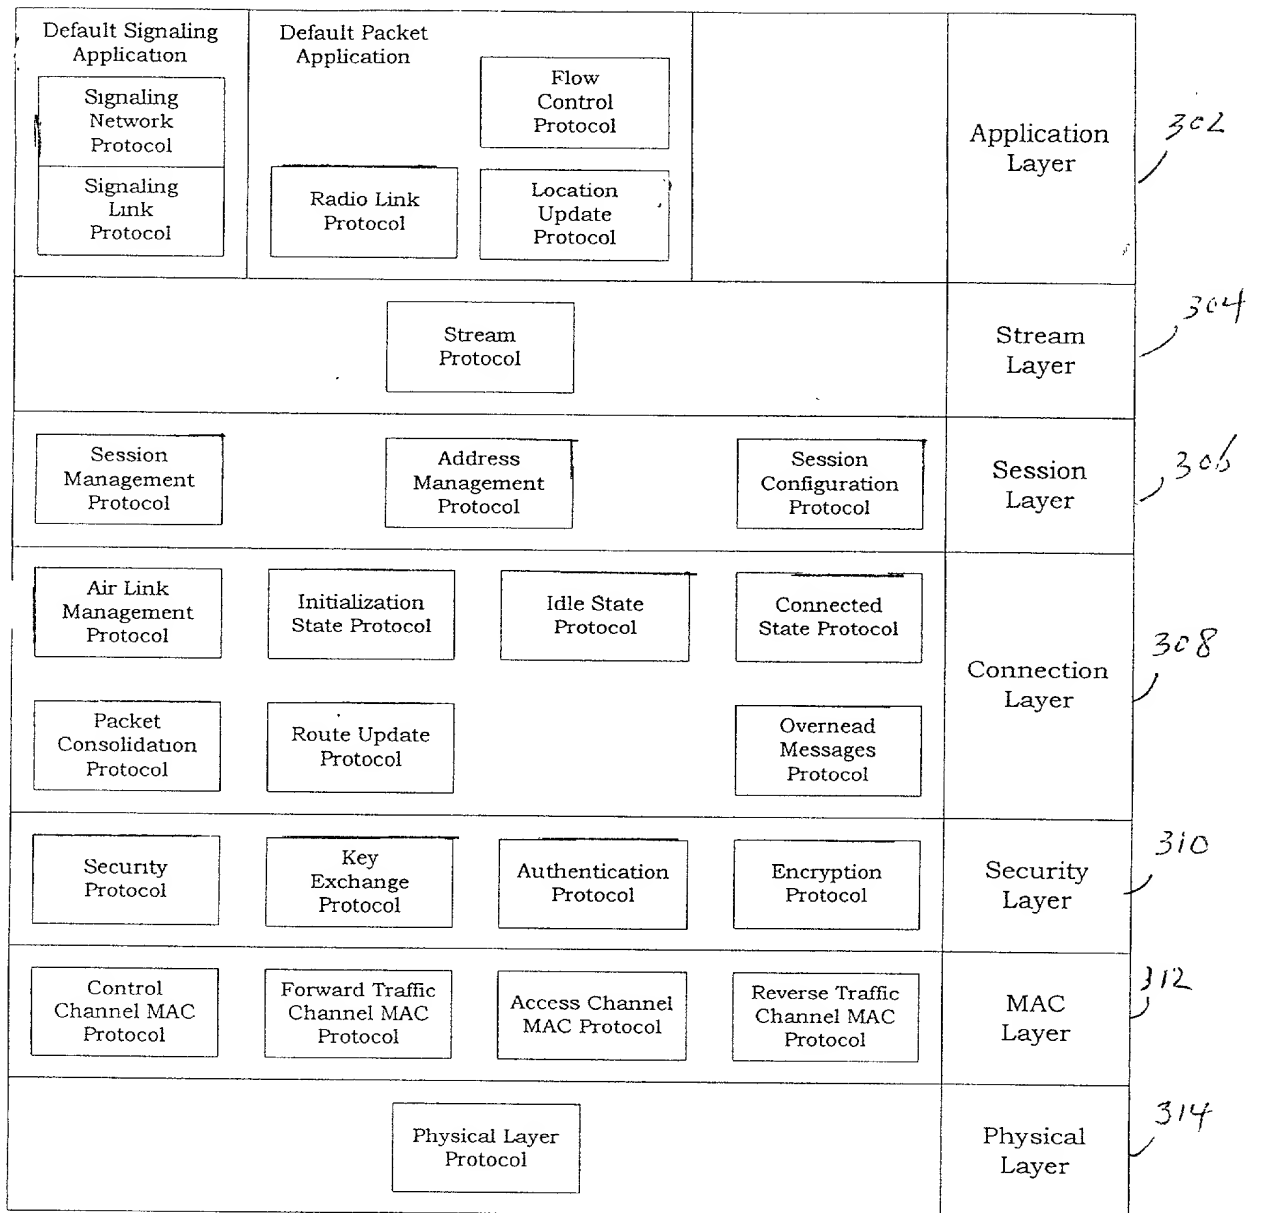 Default Signaling
Application
Signaling
Network
Protocol
Signaling
Link
Protocol
Default Packet
Application
Flow
Control
Protocol
Radio Link
Protocol
Location
Update
Protocol
Application
Layer
302
Stream
Protocol
Stream
Layer
304
Session
Management
Protocol
Address
Management
Protocol
Session
Configuration
Protocol
Session
Layer
306
Air Link
Management
Protocol
Initialization
State Protocol
Idle State
Protocol
Connected
State Protocol
Packet
Consolidation
Protocol
Route Update
Protocol
Overhead
Messages
Protocol
Connection
Layer
308
Security
Protocol
Key
Exchange
Protocol
Authentication
Protocol
Encryption
Protocol
Security
Layer
310
Control
Channel MAC
Protocol
Forward Traffic
Channel MAC
Protocol
Access Channel
MAC Protocol
Reverse Traffic
Channel MAC
Protocol
MAC
Layer
312
Physical Layer
Protocol
Physical
Layer
314